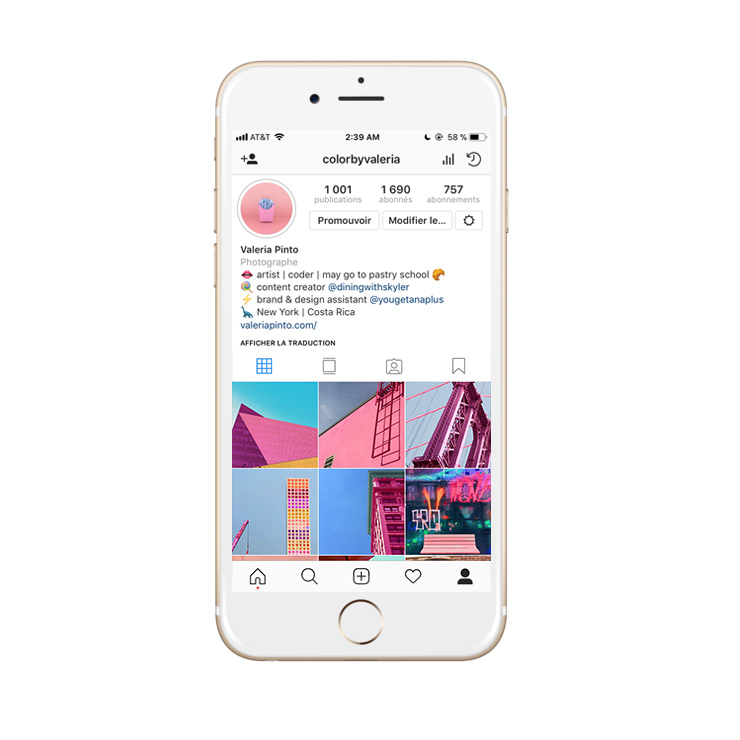 AT&T 2:39 AM 58 %
colorbyvaleria
1 001 1 690 757
publications abonnés abonnements
Promouvoir Modifier le... 
Valeria Pinto
Photographe
artist | coder | may go to pastry school
content creator @diningwithskyler
brand & design assistant @yougetanaplus
New York | Costa Rica
valeriapinto.com/
AFFICHER LA TRADUCTION